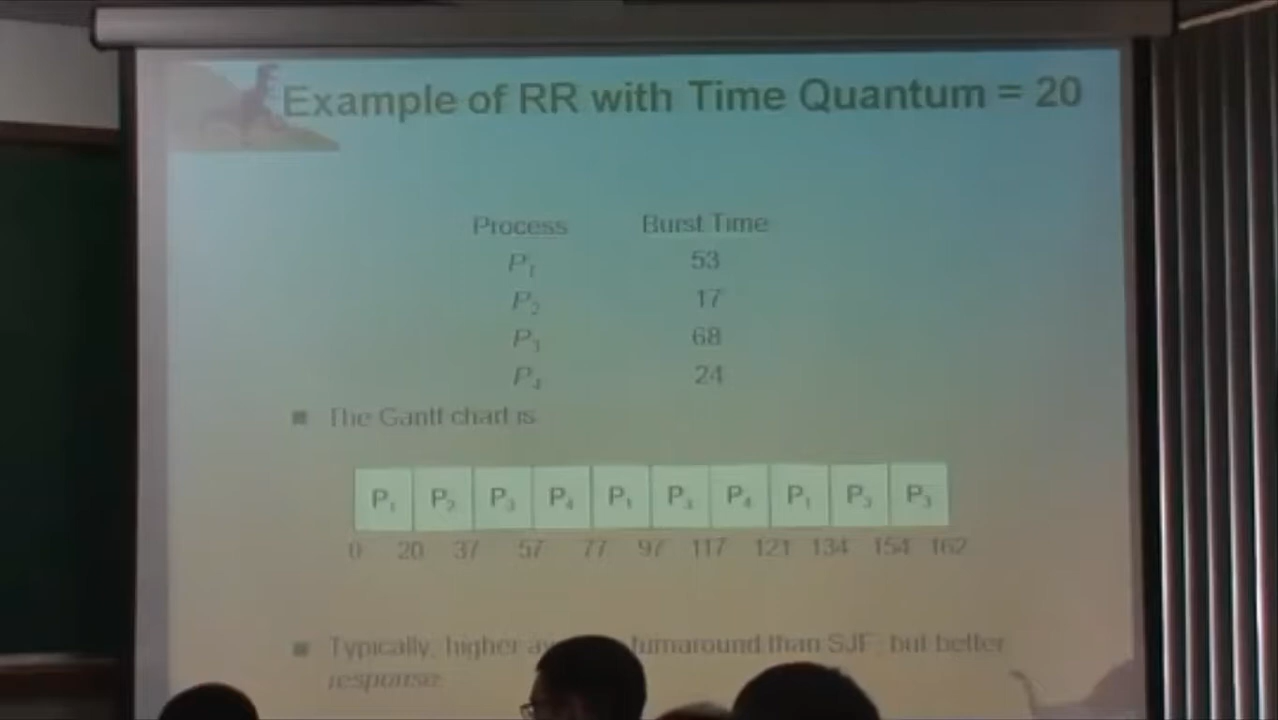 Example of RR with Time Quantum = 20
Process Burst Time
P1 53
P2 17
P3 68
P4 24
■ The Gantt chart is
P1 P2 P3 P4 P1 P3 P4 P1 P3 P3
0 20 37 57 77 97 117 121 134 154 162
■ Typically, higher turnaround than SJF, but better
response